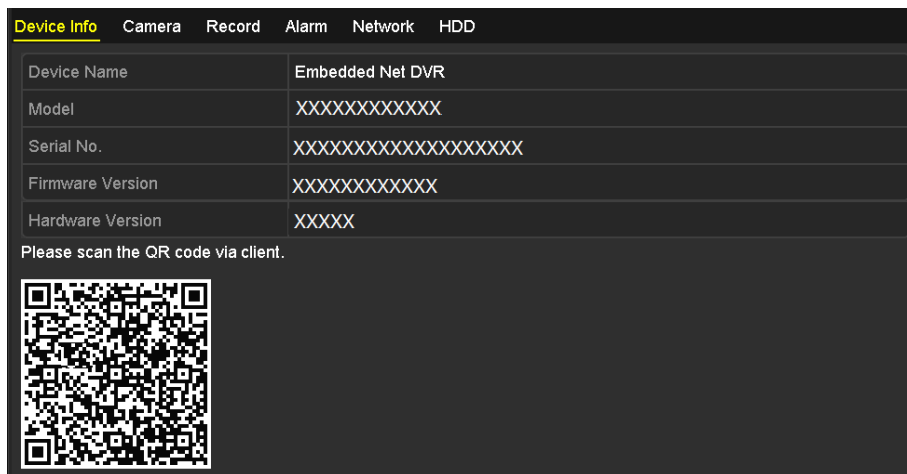 Device Info Camera Record Alarm Network HDD
Device Name Embedded Net DVR
Model XXXXXXXXXXXX
Serial No. XXXXXXXXXXXXXXXXXXX
Firmware Version XXXXXXXXXXXX
Hardware Version XXXXX
Please scan the QR code via client.